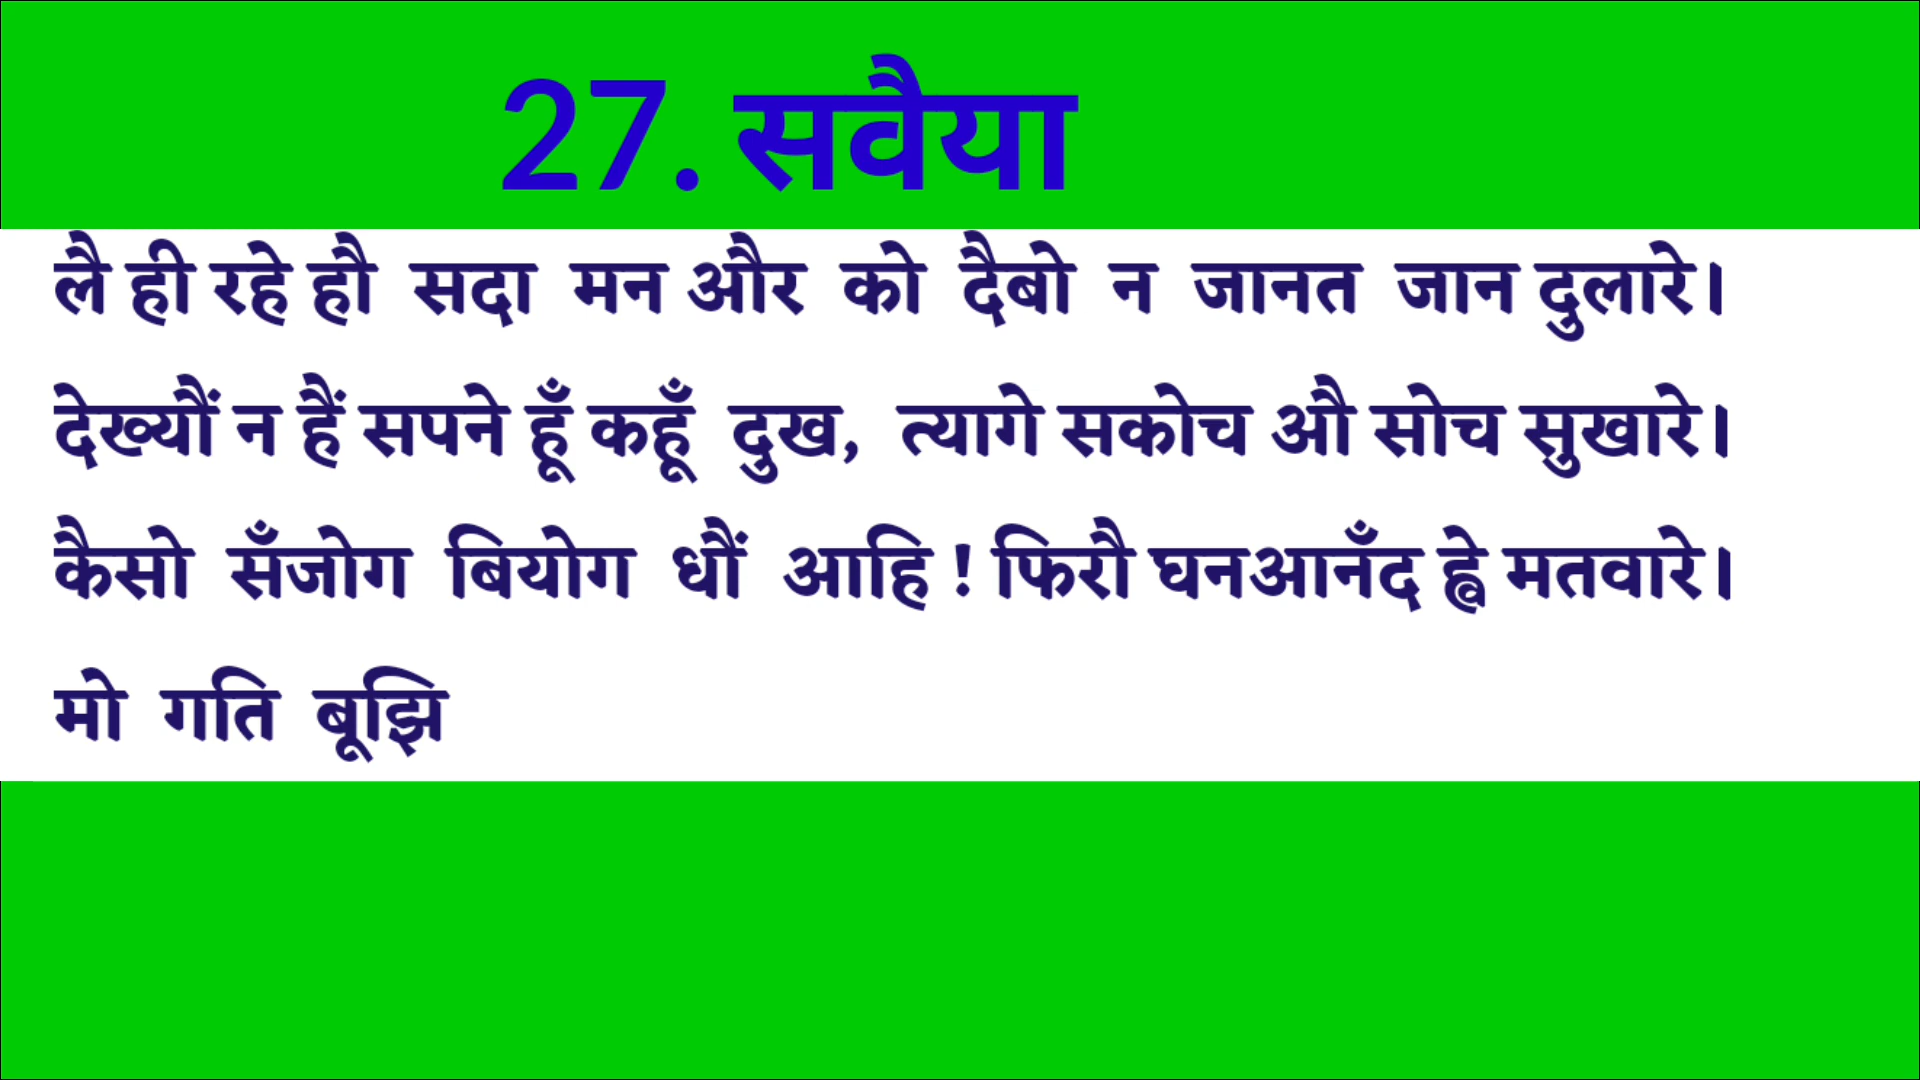 27. सवैया
लै ही रहे हौ सदा मन और को दैबो न जानत जान दुलारे।
देख्यौं न हैं सपने हूँ कहूँ दुख, त्यागे सकोच औ सोच सुखारे।
कैसो सँजोग बियोग धौं आहि ! फिरौ घनआनँद ह्वे मतवारे।
मो गति बूझि